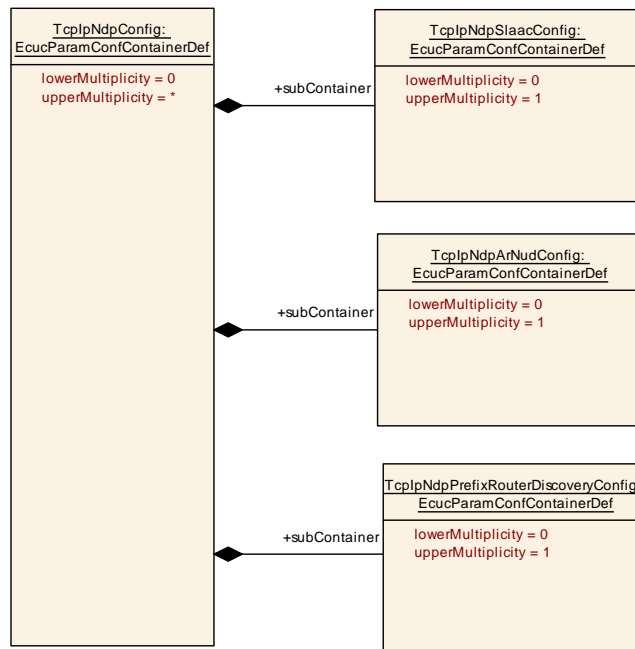 TcpIpNdpConfig:
EcucParamConfContainerDef
lowerMultiplicity = 0
upperMultiplicity = *
+subContainer
TcpIpNdpSlaacConfig:
EcucParamConfContainerDef
lowerMultiplicity = 0
upperMultiplicity = 1
+subContainer
TcpIpNdpArNudConfig:
EcucParamConfContainerDef
lowerMultiplicity = 0
upperMultiplicity = 1
+subContainer
TcpIpNdpPrefixRouterDiscoveryConfig
EcucParamConfContainerDef
lowerMultiplicity = 0
upperMultiplicity = 1